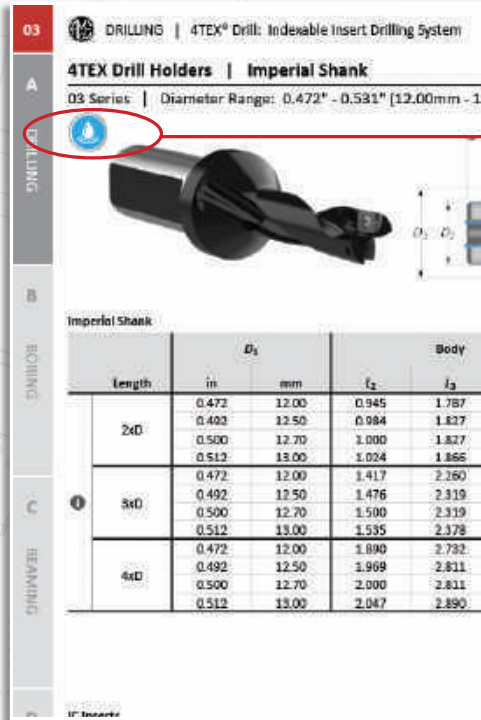 03
DRILLING | 4TEX® Drill: Indexable Insert Drilling System
4TEX Drill Holders | Imperial Shank
03 Series | Diameter Range: 0.472" - 0.531" (12.00mm - 1
A
DRILLING
D₁
D₂
B
BORING
C
REAMING
Imperial Shank
D₁ Body
Length in mm ℓ₂ ℓ₃
2xD 0.472 12.00 0.945 1.787
0.492 12.50 0.984 1.827
0.500 12.70 1.000 1.827
0.512 13.00 1.024 1.866
3xD 0.472 12.00 1.417 2.260
0.492 12.50 1.476 2.319
0.500 12.70 1.500 2.319
0.512 13.00 1.535 2.378
4xD 0.472 12.00 1.890 2.732
0.492 12.50 1.969 2.811
0.500 12.70 2.000 2.811
0.512 13.00 2.047 2.890
IC Inserts